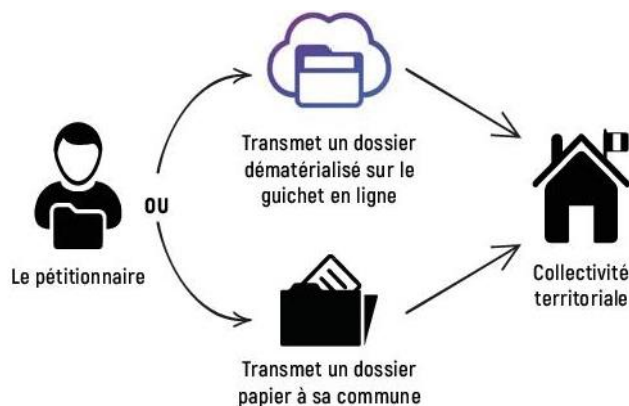 Transmet un dossier
dématérialisé sur le
guichet en ligne
OU
Le pétitionnaire
Collectivité
territoriale
Transmet un dossier
papier à sa commune